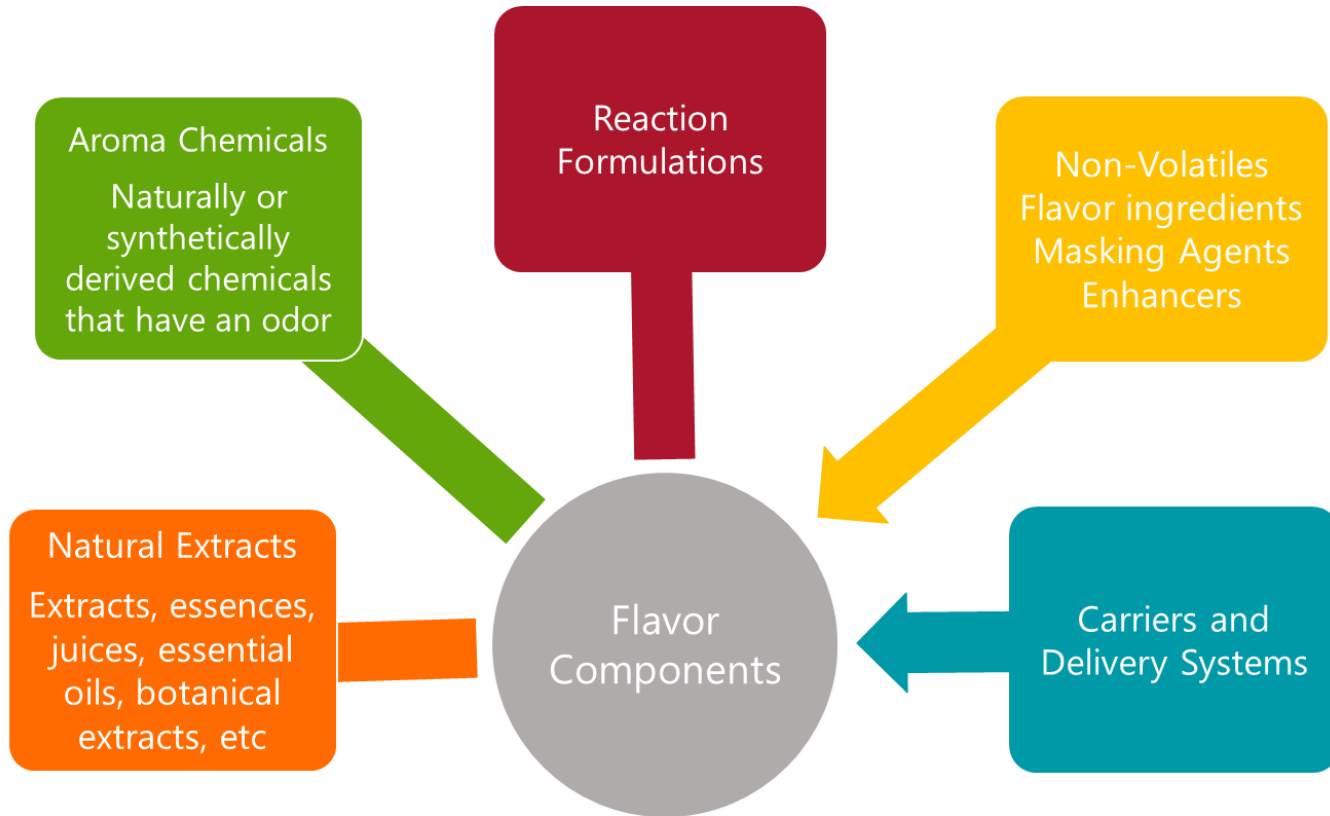 Reaction
Formulations
Aroma Chemicals
Naturally or
synthetically
derived chemicals
that have an odor
Non-Volatiles
Flavor ingredients
Masking Agents
Enhancers
Natural Extracts
Extracts, essences,
juices, essential
oils, botanical
extracts, etc
Flavor
Components
Carriers and
Delivery Systems